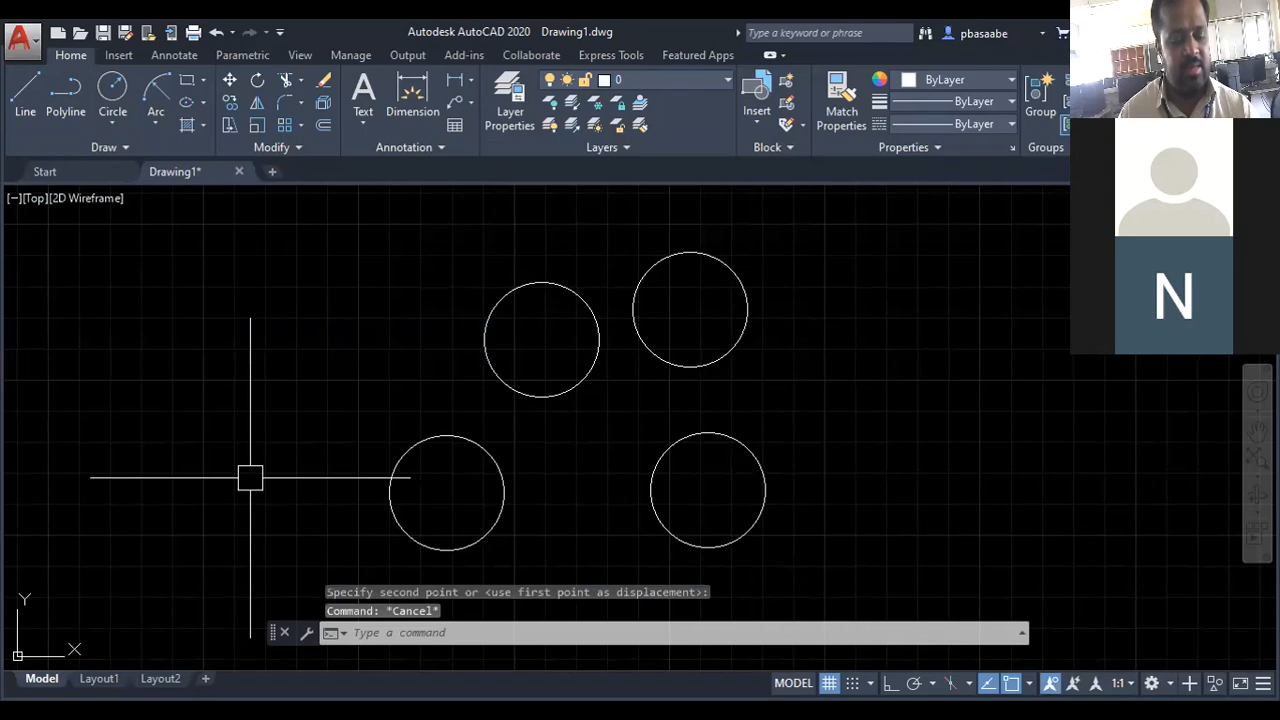 Autodesk AutoCAD 2020 Drawing1.dwg
Type a keyword or phrase
pbasaabe
Home Insert Annotate Parametric View Manage Output Add-ins Collaborate Express Tools Featured Apps
0
ByLayer
ByLayer
ByLayer
Line Polyline Circle Arc Text Dimension Layer Properties Insert Match Properties Group
Draw Modify Annotation Layers Block Properties Groups
Start Drawing1*
[−][Top][2D Wireframe]
N
Specify second point or <use first point as displacement>:
Command: *Cancel*
Type a command
Y
X
Model Layout1 Layout2 +
MODEL 1:1